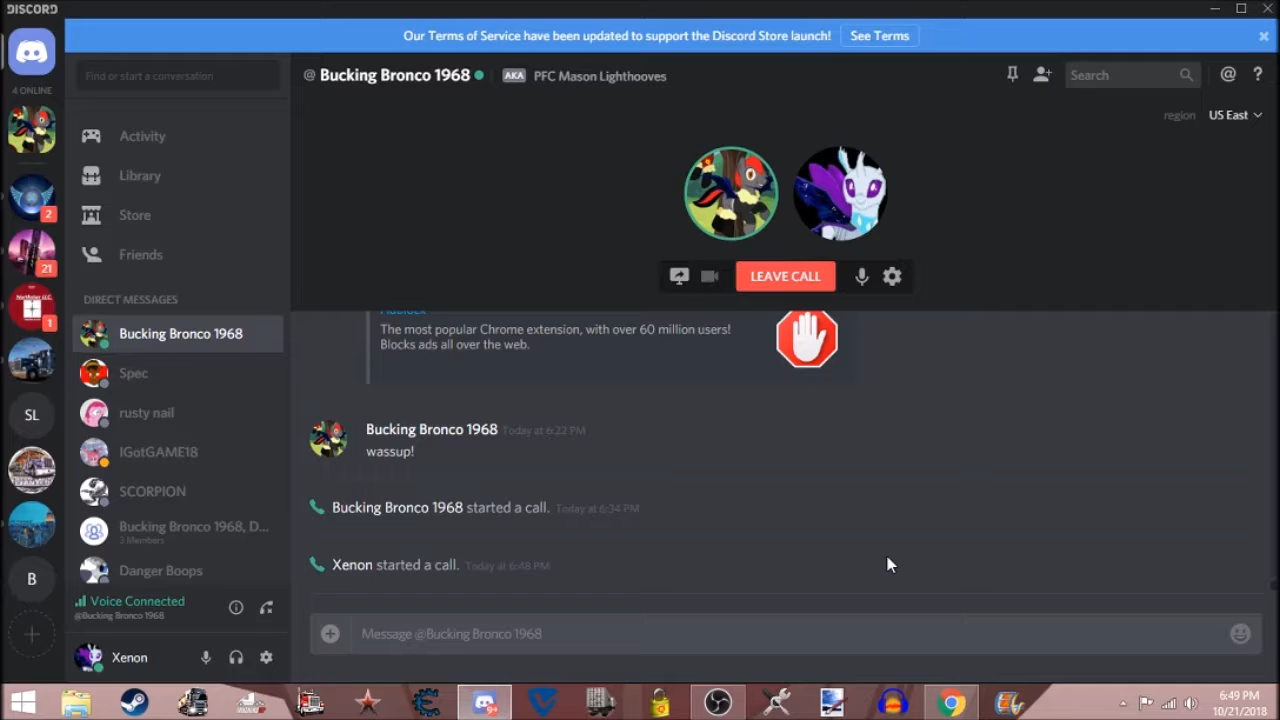 DISCORD
Our Terms of Service have been updated to support the Discord Store launch! See Terms
4 ONLINE
2
21
1
SL
B
Find or start a conversation
Activity
Library
Store
Friends
DIRECT MESSAGES
Bucking Bronco 1968
Spec
rusty nail
IGotGAME18
SCORPION
Bucking Bronco 1968, D...
3 Members
Danger Boops
Voice Connected
@Bucking Bronco 1968
Xenon
@ Bucking Bronco 1968 AKA PFC Mason Lighthooves
Search
@ ?
region US East
LEAVE CALL
The most popular Chrome extension, with over 60 million users!
Blocks ads all over the web.
Bucking Bronco 1968 Today at 6:22 PM
wassup!
Bucking Bronco 1968 started a call. Today at 6:34 PM
Xenon started a call. Today at 6:48 PM
Message @Bucking Bronco 1968
6:49 PM
10/21/2018